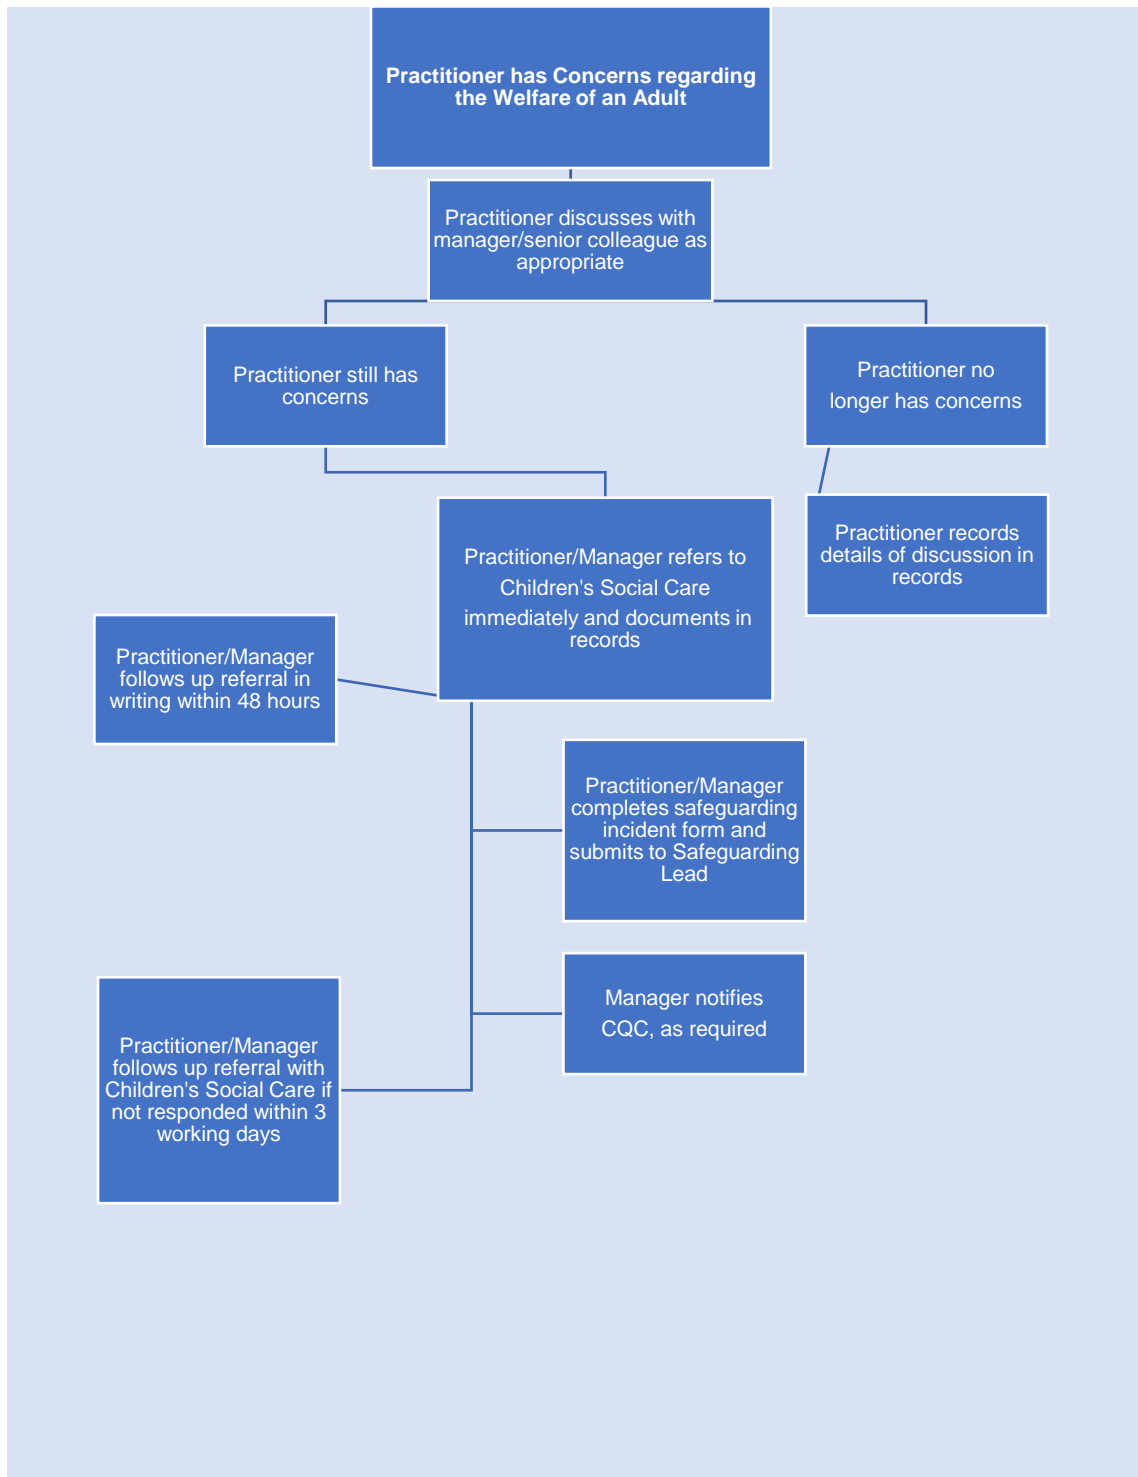 Practitioner has Concerns regarding
the Welfare of an Adult
Practitioner discusses with
manager/senior colleague as
appropriate
Practitioner still has
concerns
Practitioner no
longer has concerns
Practitioner/Manager refers to
Children's Social Care
immediately and documents in
records
Practitioner records
details of discussion in
records
Practitioner/Manager
follows up referral in
writing within 48 hours
Practitioner/Manager
completes safeguarding
incident form and
submits to Safeguarding
Lead
Manager notifies
CQC, as required
Practitioner/Manager
follows up referral with
Children's Social Care if
not responded within 3
working days